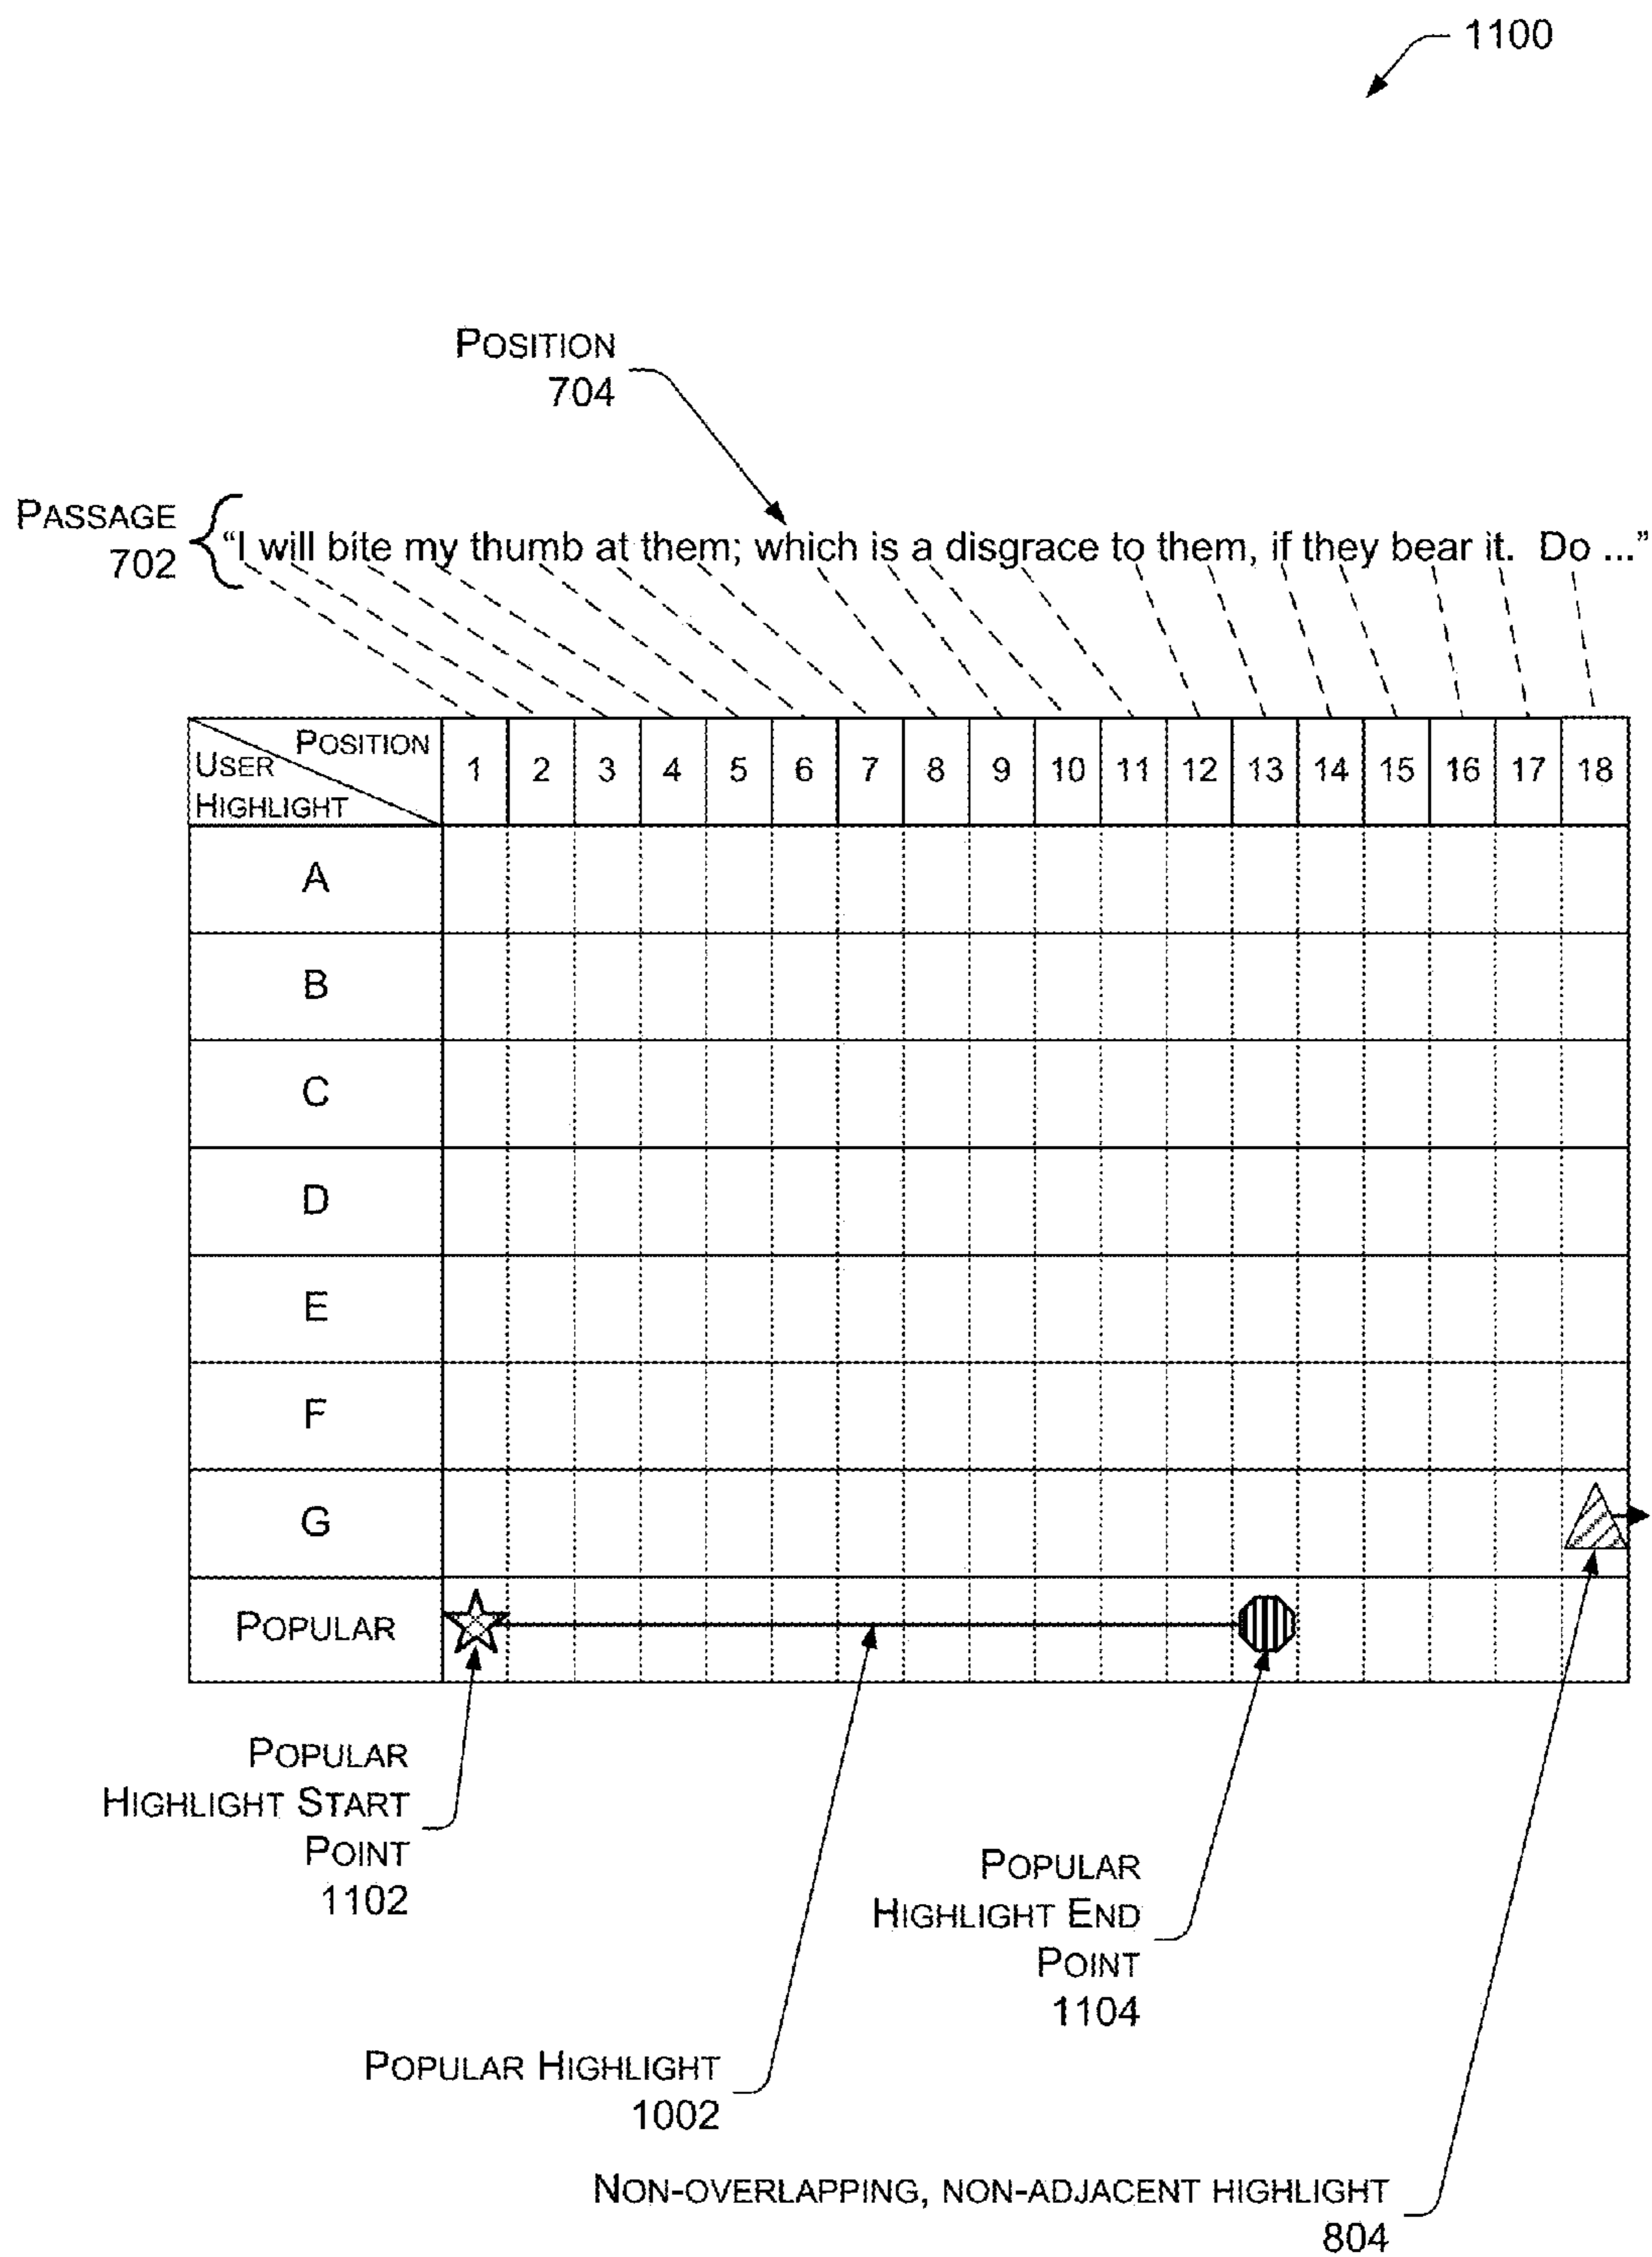 1100
POSITION
704
PASSAGE
702
“I will bite my thumb at them; which is a disgrace to them, if they bear it.  Do ...”
POSITION
USER
HIGHLIGHT
1 2 3 4 5 6 7 8 9 10 11 12 13 14 15 16 17 18
A
B
C
D
E
F
G
POPULAR
POPULAR
HIGHLIGHT START
POINT
1102
POPULAR
HIGHLIGHT END
POINT
1104
POPULAR HIGHLIGHT
1002
NON-OVERLAPPING, NON-ADJACENT HIGHLIGHT
804